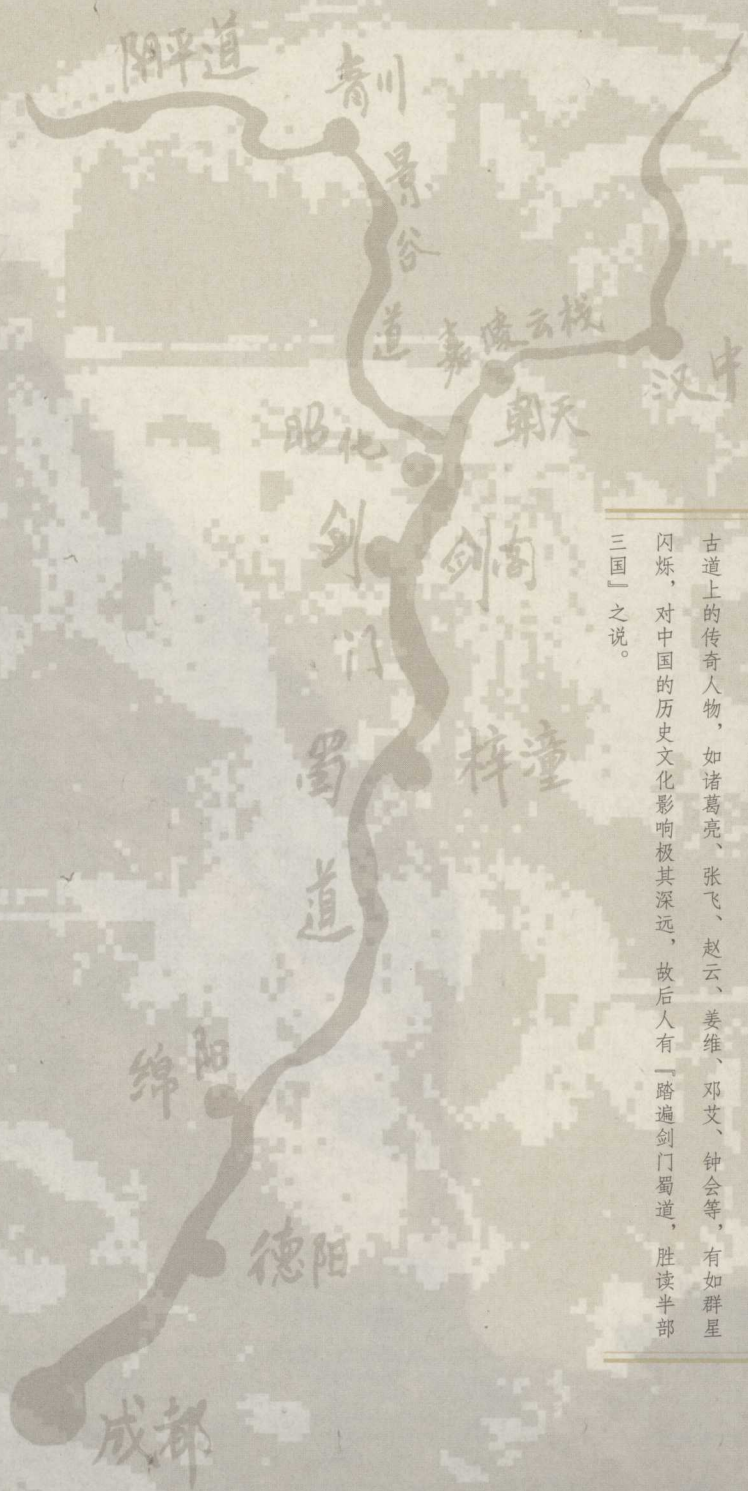 阴平道
青川
景谷道
嘉陵云栈
汉中
朝天
昭化
剑门蜀道
剑阁
梓潼
绵阳
德阳
成都
古道上的传奇人物，如诸葛亮、张飞、赵云、姜维、邓艾、钟会等，有如群星
闪烁，对中国的历史文化影响极其深远，故后人有『踏遍剑门蜀道，胜读半部
三国』之说。